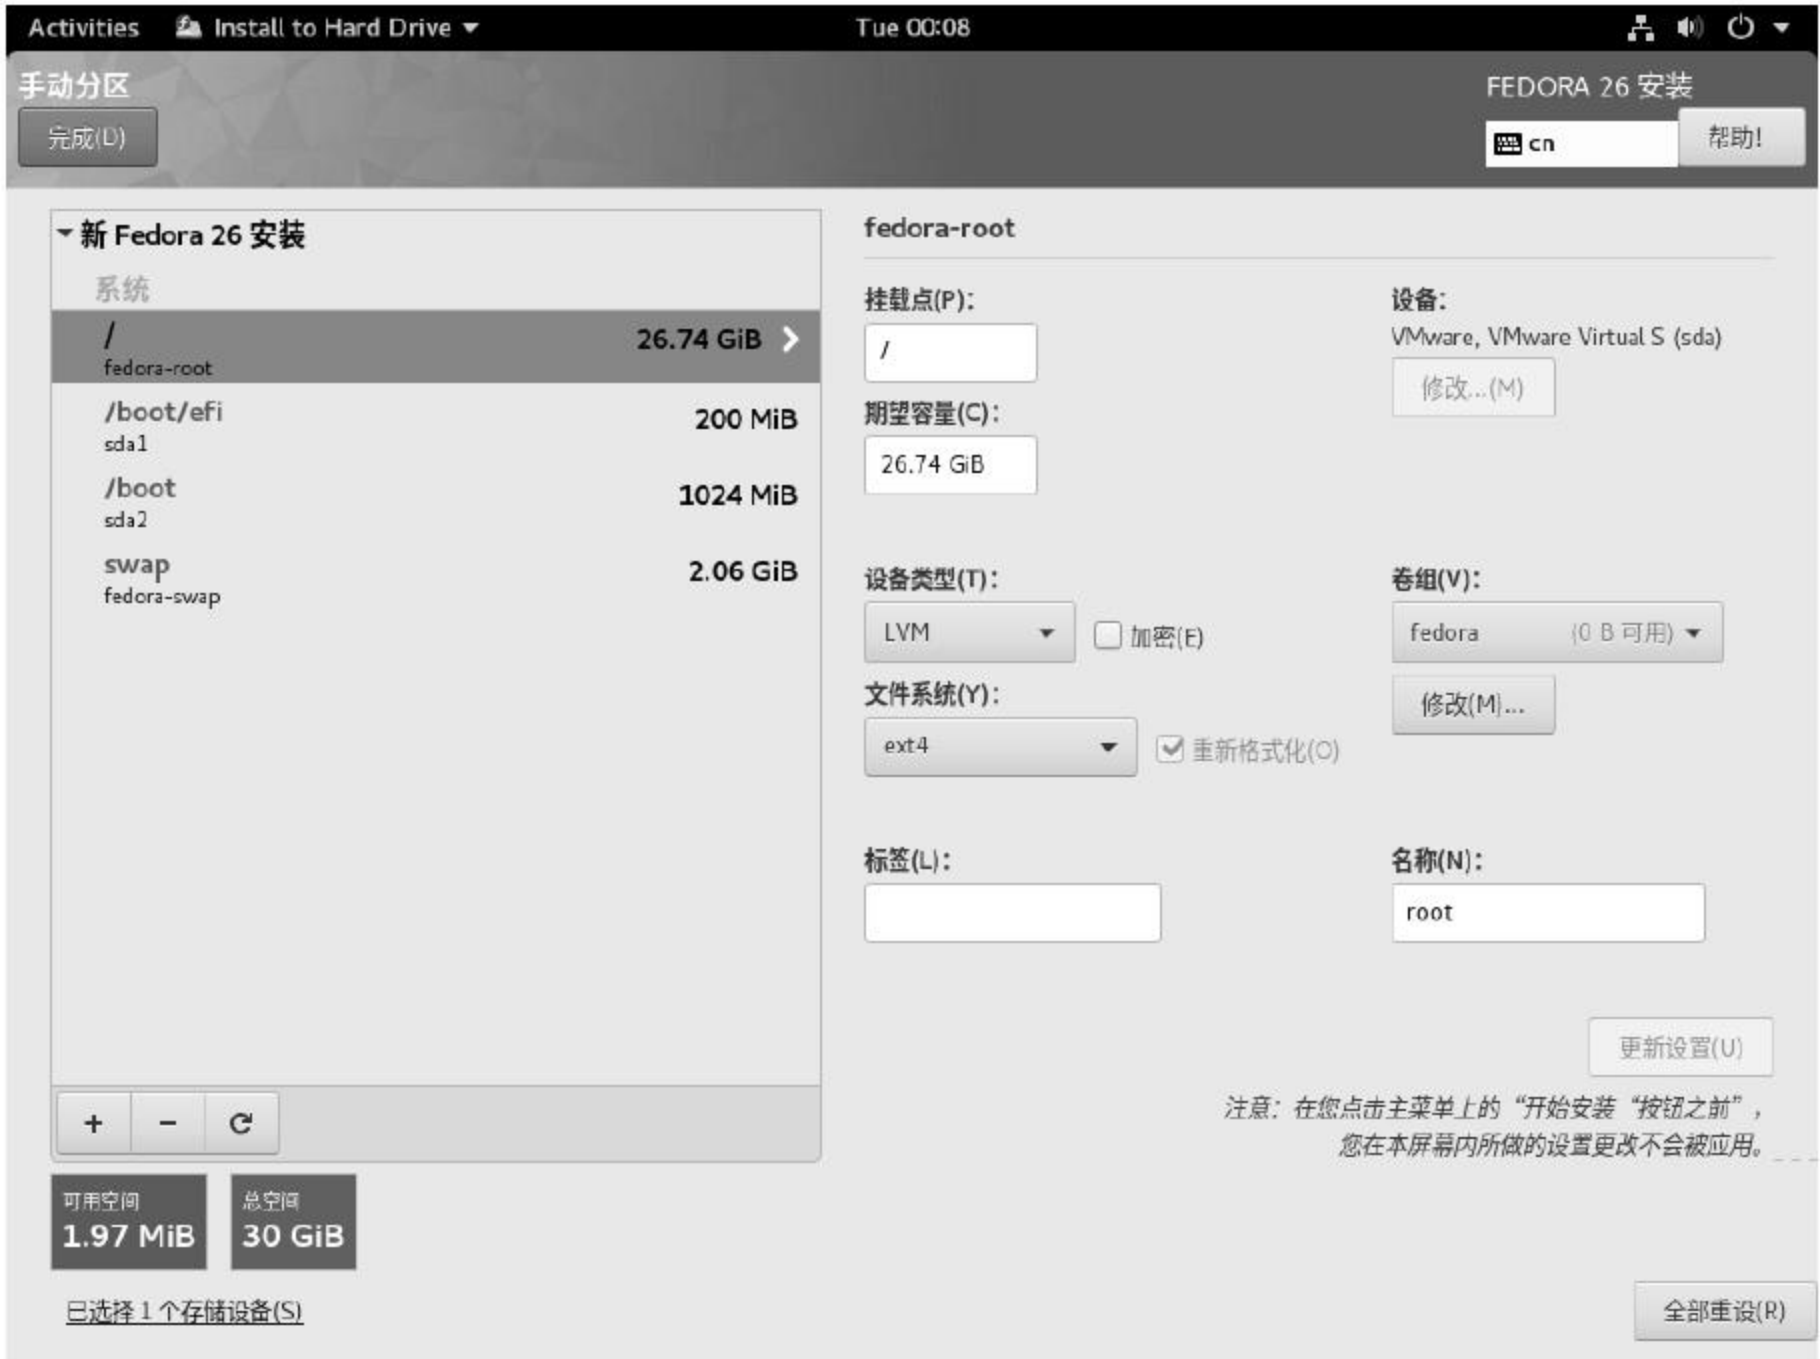 Activities Install to Hard Drive Tue 00:08
手动分区
FEDORA 26 安装
完成(D)
cn
帮助!
新 Fedora 26 安装
系统
/ 26.74 GiB
fedora-root
/boot/efi 200 MiB
sda1
/boot 1024 MiB
sda2
swap 2.06 GiB
fedora-swap
+ −
可用空间
1.97 MiB
总空间
30 GiB
已选择 1 个存储设备(S)
fedora-root
挂载点(P):
/
期望容量(C):
26.74 GiB
设备:
VMware, VMware Virtual S (sda)
修改...(M)
设备类型(T):
LVM
加密(E)
卷组(V):
fedora (0 B 可用)
修改(M)...
文件系统(Y):
ext4
重新格式化(O)
标签(L):
名称(N):
root
更新设置(U)
注意：在您点击主菜单上的“开始安装“按钮之前”，
您在本屏幕内所做的设置更改不会被应用。
全部重设(R)